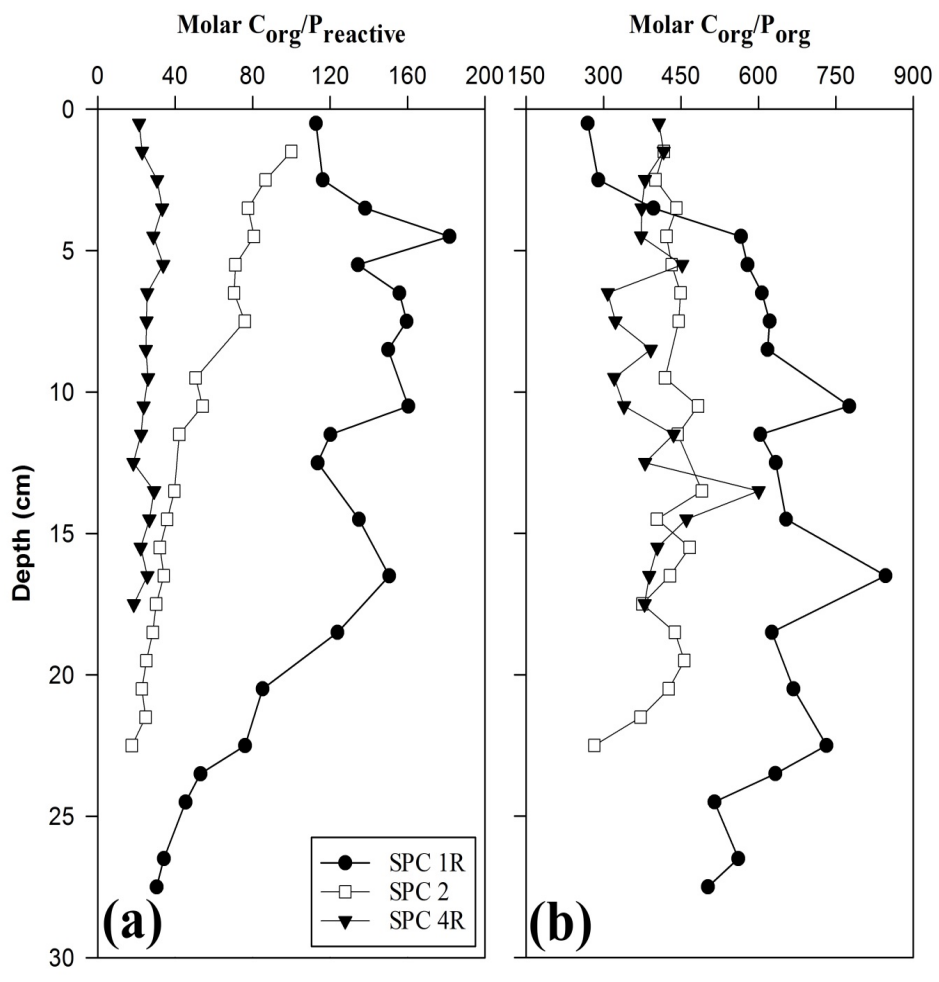 Molar Corg/Preactive
Molar Corg/Porg
0 40 80 120 160 200
150 300 450 600 750 900
0
5
10
15
20
25
30
Depth (cm)
SPC 1R
SPC 2
SPC 4R
(a)
(b)